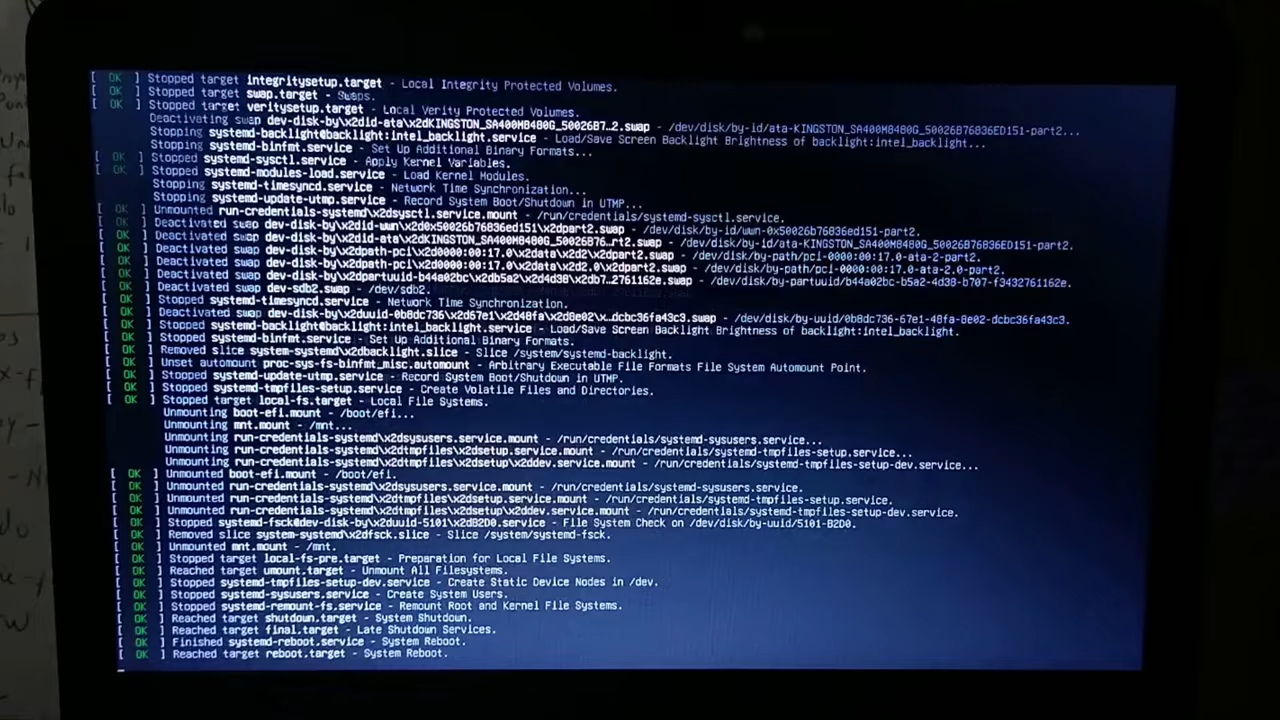 [ OK ] Stopped target integritysetup.target - Local Integrity Protected Volumes.
[ OK ] Stopped target swap.target - Swaps.
[ OK ] Stopped target veritysetup.target - Local Verity Protected Volumes.
Deactivating swap dev-disk-by\x2did-ata\x2dKINGSTON_SA400M8480G_50026B7…2.swap - /dev/disk/by-id/ata-KINGSTON_SA400M8480G_50026B76836ED151-part2...
Stopping systemd-backlight@backlight:intel_backlight.service - Load/Save Screen Backlight Brightness of backlight:intel_backlight...
Stopping systemd-binfmt.service - Set Up Additional Binary Formats...
[ OK ] Stopped systemd-sysctl.service - Apply Kernel Variables.
[ OK ] Stopped systemd-modules-load.service - Load Kernel Modules.
Stopping systemd-timesyncd.service - Network Time Synchronization...
Stopping systemd-update-utmp.service - Record System Boot/Shutdown in UTMP...
[ OK ] Unmounted run-credentials-systemd\x2dsysctl.service.mount - /run/credentials/systemd-sysctl.service.
[ OK ] Deactivated swap dev-disk-by\x2did-wwn\x2d0x50026b76836ed151\x2dpart2.swap - /dev/disk/by-id/wwn-0x50026b76836ed151-part2.
[ OK ] Deactivated swap dev-disk-by\x2did-ata\x2dKINGSTON_SA400M8480G_50026B76…rt2.swap - /dev/disk/by-id/ata-KINGSTON_SA400M8480G_50026B76836ED151-part2.
[ OK ] Deactivated swap dev-disk-by\x2dpath-pci\x2d0000:00:17.0\x2data\x2d2\x2dpart2.swap - /dev/disk/by-path/pci-0000:00:17.0-ata-2-part2.
[ OK ] Deactivated swap dev-disk-by\x2dpath-pci\x2d0000:00:17.0\x2data\x2d2.0\x2dpart2.swap - /dev/disk/by-path/pci-0000:00:17.0-ata-2.0-part2.
[ OK ] Deactivated swap dev-disk-by\x2dpartuuid-b44a02bc\x2db5a2\x2d4d38\x2db7…2761162e.swap - /dev/disk/by-partuuid/b44a02bc-b5a2-4d38-b707-f3432761162e.
[ OK ] Deactivated swap dev-sdb2.swap - /dev/sdb2.
[ OK ] Stopped systemd-timesyncd.service - Network Time Synchronization.
[ OK ] Deactivated swap dev-disk-by\x2duuid-0b8dc736\x2d67e1\x2d48fa\x2d8e02\x…dcbc36fa43c3.swap - /dev/disk/by-uuid/0b8dc736-67e1-48fa-8e02-dcbc36fa43c3.
[ OK ] Stopped systemd-backlight@backlight:intel_backlight.service - Load/Save Screen Backlight Brightness of backlight:intel_backlight.
[ OK ] Stopped systemd-binfmt.service - Set Up Additional Binary Formats.
[ OK ] Removed slice system-systemd\x2dbacklight.slice - Slice /system/systemd-backlight.
[ OK ] Unset automount proc-sys-fs-binfmt_misc.automount - Arbitrary Executable File Formats File System Automount Point.
[ OK ] Stopped systemd-update-utmp.service - Record System Boot/Shutdown in UTMP.
[ OK ] Stopped systemd-tmpfiles-setup.service - Create Volatile Files and Directories.
[ OK ] Stopped target local-fs.target - Local File Systems.
Unmounting boot-efi.mount - /boot/efi...
Unmounting mnt.mount - /mnt...
Unmounting run-credentials-systemd\x2dsysusers.service.mount - /run/credentials/systemd-sysusers.service...
Unmounting run-credentials-systemd\x2dtmpfiles\x2dsetup.service.mount - /run/credentials/systemd-tmpfiles-setup.service...
Unmounting run-credentials-systemd\x2dtmpfiles\x2dsetup\x2ddev.service.mount - /run/credentials/systemd-tmpfiles-setup-dev.service...
[ OK ] Unmounted boot-efi.mount - /boot/efi.
[ OK ] Unmounted run-credentials-systemd\x2dsysusers.service.mount - /run/credentials/systemd-sysusers.service.
[ OK ] Unmounted run-credentials-systemd\x2dtmpfiles\x2dsetup.service.mount - /run/credentials/systemd-tmpfiles-setup.service.
[ OK ] Unmounted run-credentials-systemd\x2dtmpfiles\x2dsetup\x2ddev.service.mount - /run/credentials/systemd-tmpfiles-setup-dev.service.
[ OK ] Stopped systemd-fsck@dev-disk-by\x2duuid-5101\x2dB2D0.service - File System Check on /dev/disk/by-uuid/5101-B2D0.
[ OK ] Removed slice system-systemd\x2dfsck.slice - Slice /system/systemd-fsck.
[ OK ] Unmounted mnt.mount - /mnt.
[ OK ] Stopped target local-fs-pre.target - Preparation for Local File Systems.
[ OK ] Reached target umount.target - Unmount All Filesystems.
[ OK ] Stopped systemd-tmpfiles-setup-dev.service - Create Static Device Nodes in /dev.
[ OK ] Stopped systemd-sysusers.service - Create System Users.
[ OK ] Stopped systemd-remount-fs.service - Remount Root and Kernel File Systems.
[ OK ] Reached target shutdown.target - System Shutdown.
[ OK ] Reached target final.target - Late Shutdown Services.
[ OK ] Finished systemd-reboot.service - System Reboot.
[ OK ] Reached target reboot.target - System Reboot.